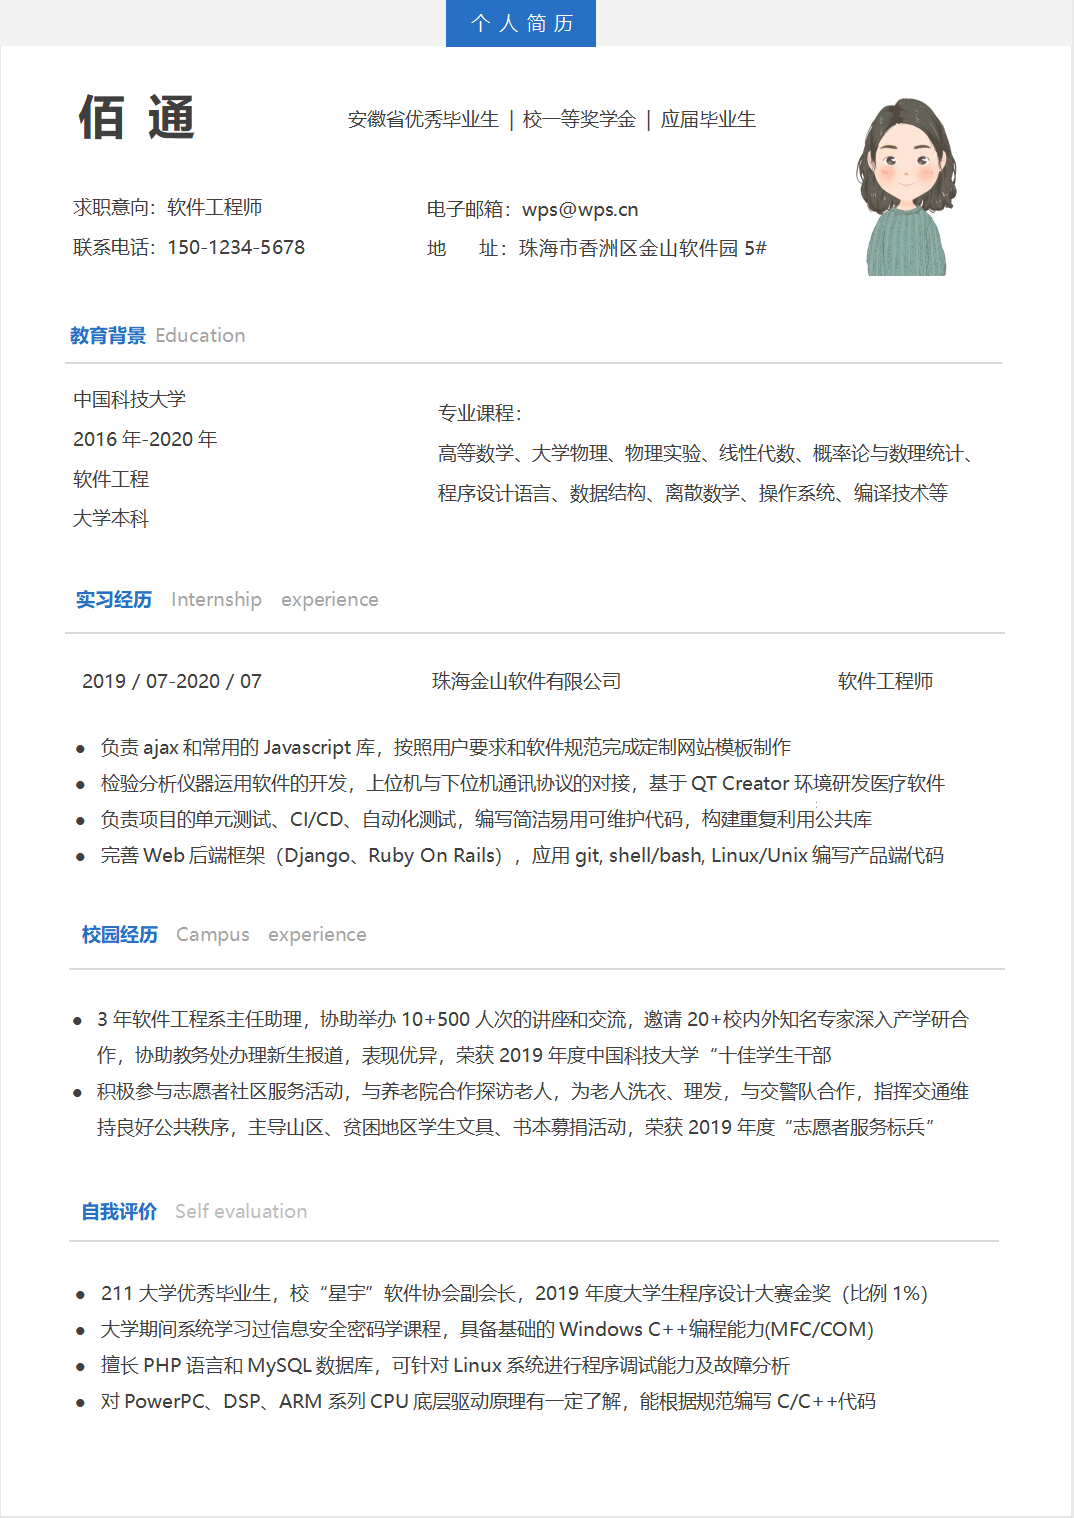 个人简历
佰 通
安徽省优秀毕业生 | 校一等奖学金 | 应届毕业生
求职意向：软件工程师
电子邮箱：wps@wps.cn
联系电话：150-1234-5678
地 址：珠海市香洲区金山软件园 5#
教育背景 Education
中国科技大学
2016 年-2020 年
软件工程
大学本科
专业课程：
高等数学、大学物理、物理实验、线性代数、概率论与数理统计、
程序设计语言、数据结构、离散数学、操作系统、编译技术等
实习经历 Internship experience
2019 / 07-2020 / 07 珠海金山软件有限公司 软件工程师
● 负责 ajax 和常用的 Javascript 库，按照用户要求和软件规范完成定制网站模板制作
● 检验分析仪器运用软件的开发，上位机与下位机通讯协议的对接，基于 QT Creator 环境研发医疗软件
● 负责项目的单元测试、CI/CD、自动化测试，编写简洁易用可维护代码，构建重复利用公共库
● 完善 Web 后端框架（Django、Ruby On Rails），应用 git, shell/bash, Linux/Unix 编写产品端代码
校园经历 Campus experience
● 3 年软件工程系主任助理，协助举办 10+500 人次的讲座和交流，邀请 20+校内外知名专家深入产学研合
作，协助教务处办理新生报道，表现优异，荣获 2019 年度中国科技大学“十佳学生干部
● 积极参与志愿者社区服务活动，与养老院合作探访老人，为老人洗衣、理发，与交警队合作，指挥交通维
持良好公共秩序，主导山区、贫困地区学生文具、书本募捐活动，荣获 2019 年度“志愿者服务标兵”
自我评价 Self evaluation
● 211 大学优秀毕业生，校“星宇”软件协会副会长，2019 年度大学生程序设计大赛金奖（比例 1%）
● 大学期间系统学习过信息安全密码学课程，具备基础的 Windows C++编程能力(MFC/COM)
● 擅长 PHP 语言和 MySQL 数据库，可针对 Linux 系统进行程序调试能力及故障分析
● 对 PowerPC、DSP、ARM 系列 CPU 底层驱动原理有一定了解，能根据规范编写 C/C++代码